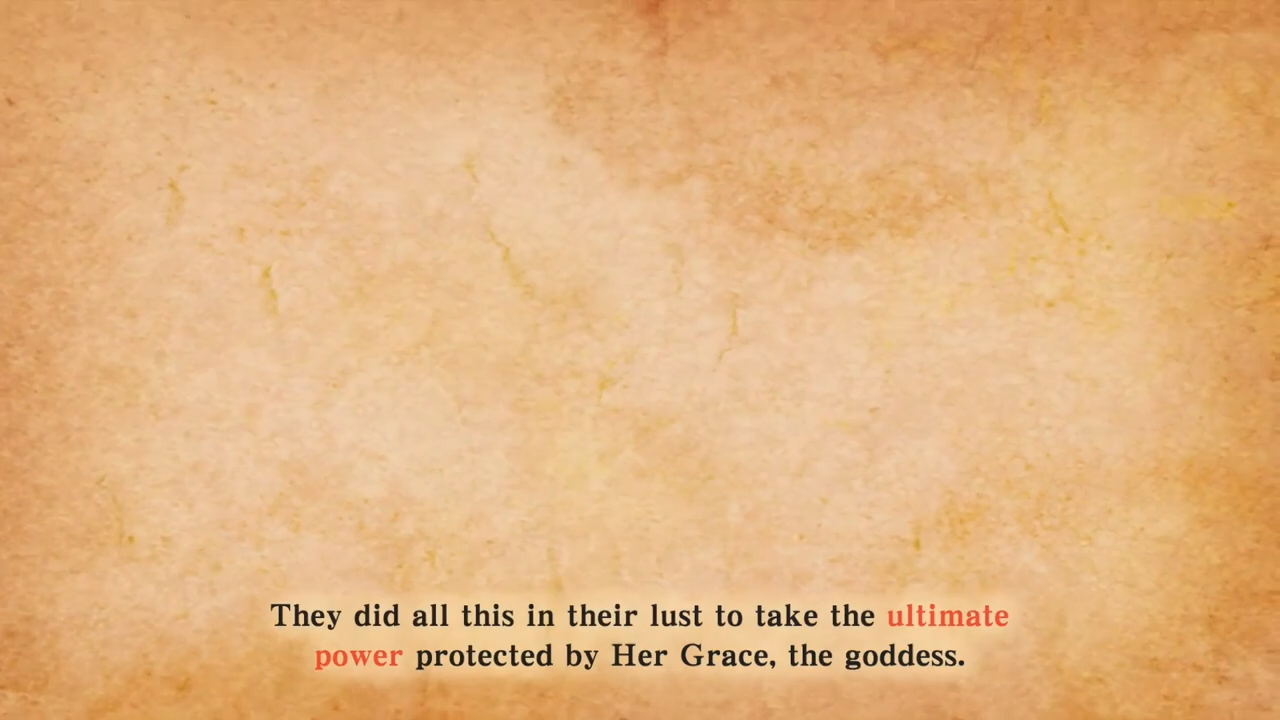 They did all this in their lust to take the ultimate
power protected by Her Grace, the goddess.